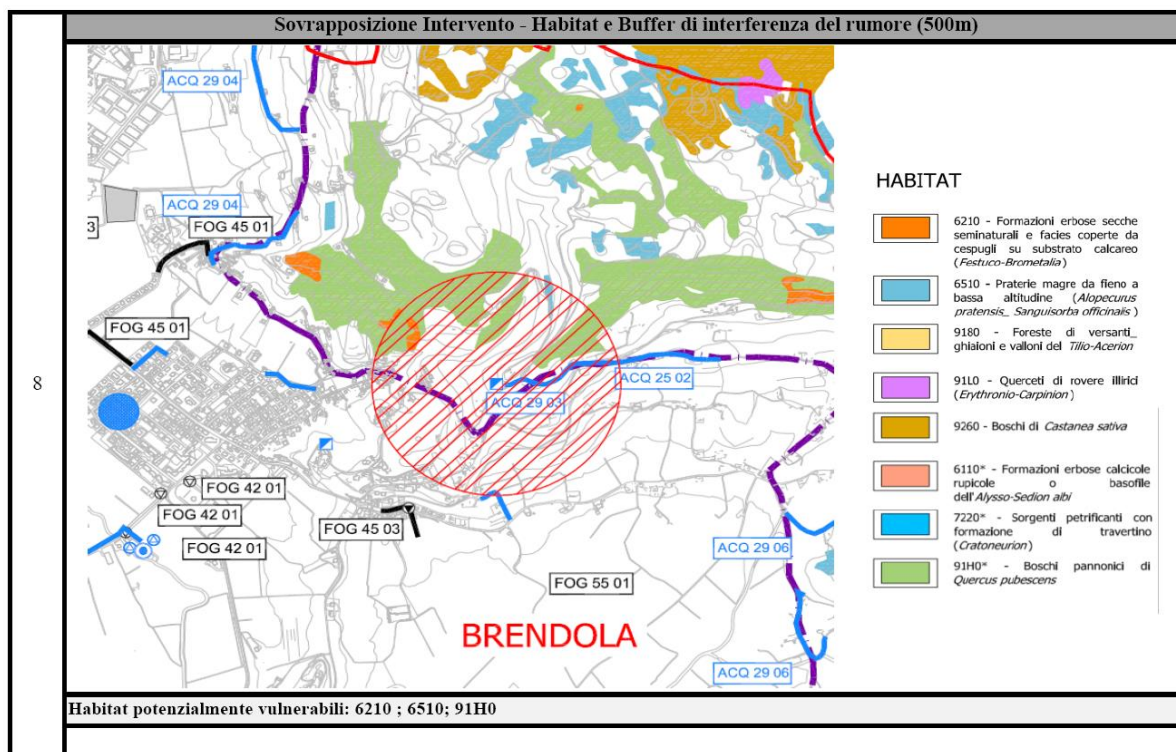 Sovrapposizione Intervento - Habitat e Buffer di interferenza del rumore (500m)
8
ACQ 29 04
ACQ 29 04
FOG 45 01
3
FOG 45 01
ACQ 25 02
ACQ 29 03
FOG 42 01
FOG 42 01
FOG 42 01
FOG 45 03
ACQ 29 06
FOG 55 01
BRENDOLA
ACQ 29 06
HABITAT
6210 - Formazioni erbose secche
seminaturali e facies coperte da
cespugli su substrato calcareo
(Festuco-Brometalia)
6510 - Praterie magre da fieno a
bassa altitudine (Alopecurus
pratensis_ Sanguisorba officinalis)
9180 - Foreste di versanti_
ghiaioni e valloni del Tilio-Acerion
91L0 - Querceti di rovere illirici
(Erythronio-Carpinion)
9260 - Boschi di Castanea sativa
6110* - Formazioni erbose calcicole
rupicole o basofile
dell'Alysso-Sedion albi
7220* - Sorgenti petrificanti con
formazione di travertino
(Cratoneurion)
91H0* - Boschi pannonici di
Quercus pubescens
Habitat potenzialmente vulnerabili: 6210 ; 6510; 91H0